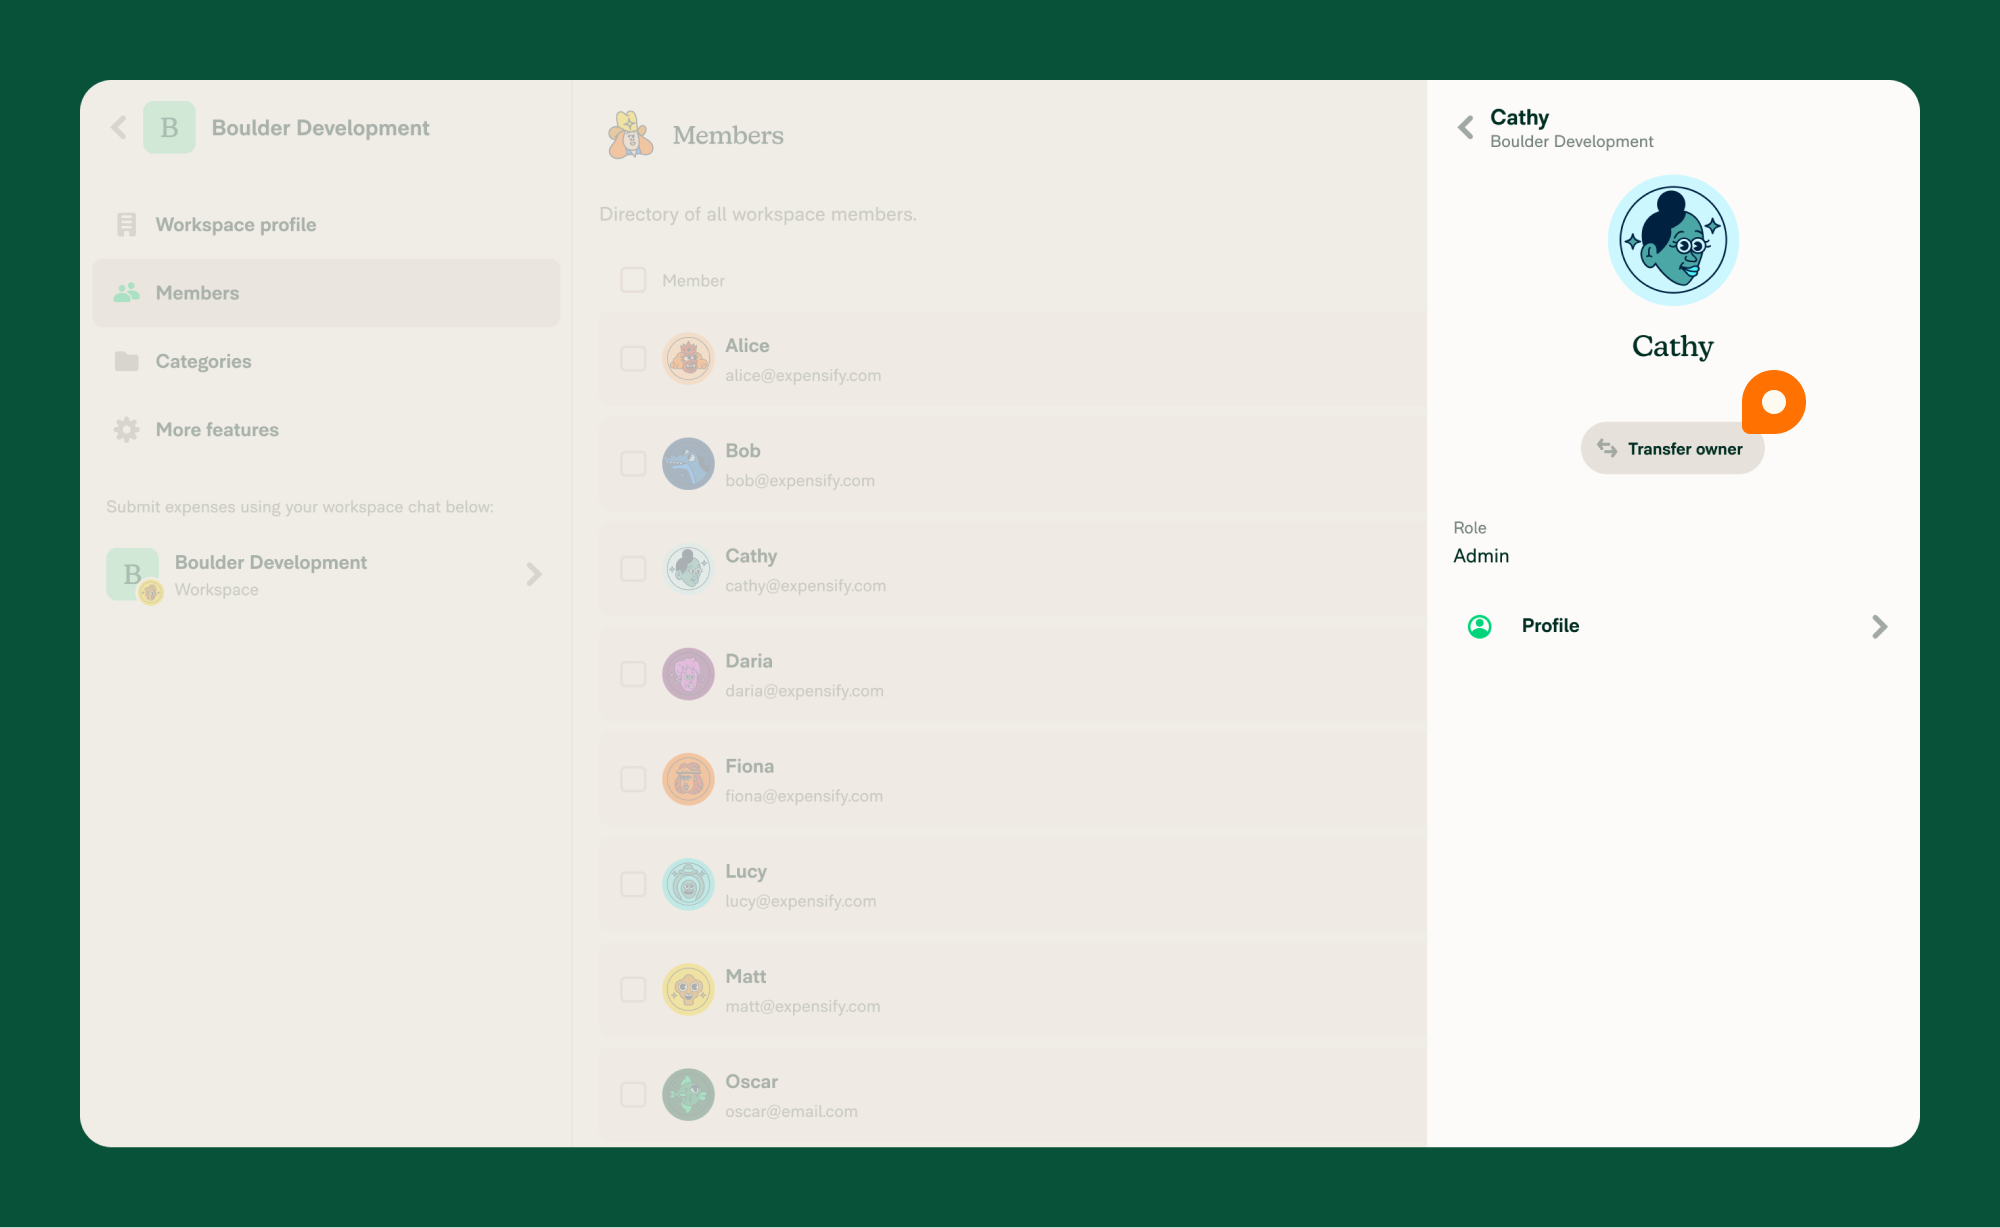 B
Boulder Development
Workspace profile
Members
Categories
More features
Submit expenses using your workspace chat below:
B
Boulder Development
Workspace
Members
Directory of all workspace members.
Member
Alice
alice@expensify.com
Bob
bob@expensify.com
Cathy
cathy@expensify.com
Daria
daria@expensify.com
Fiona
fiona@expensify.com
Lucy
lucy@expensify.com
Matt
matt@expensify.com
Oscar
oscar@email.com
Cathy
Boulder Development
Cathy
Transfer owner
Role
Admin
Profile